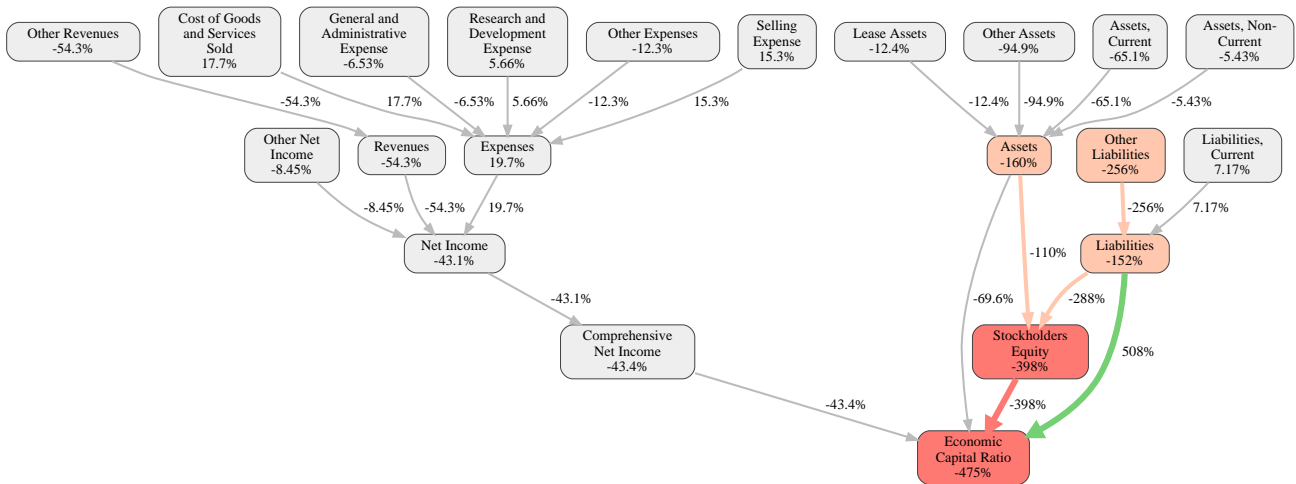 Other Revenues
-54.3%
Cost of Goods
and Services
Sold
17.7%
General and
Administrative
Expense
-6.53%
Research and
Development
Expense
5.66%
Other Expenses
-12.3%
Selling
Expense
15.3%
Lease Assets
-12.4%
Other Assets
-94.9%
Assets,
Current
-65.1%
Assets, Non-
Current
-5.43%
-54.3%
17.7%
-6.53%
5.66%
-12.3%
15.3%
-12.4%
-94.9%
-65.1%
-5.43%
Other Net
Income
-8.45%
Revenues
-54.3%
Expenses
19.7%
Assets
-160%
Other
Liabilities
-256%
Liabilities,
Current
7.17%
-8.45%
-54.3%
19.7%
-256%
7.17%
Net Income
-43.1%
Liabilities
-152%
-110%
-43.1%
-69.6%
-288%
Comprehensive
Net Income
-43.4%
Stockholders
Equity
-398%
508%
-43.4%
-398%
Economic
Capital Ratio
-475%